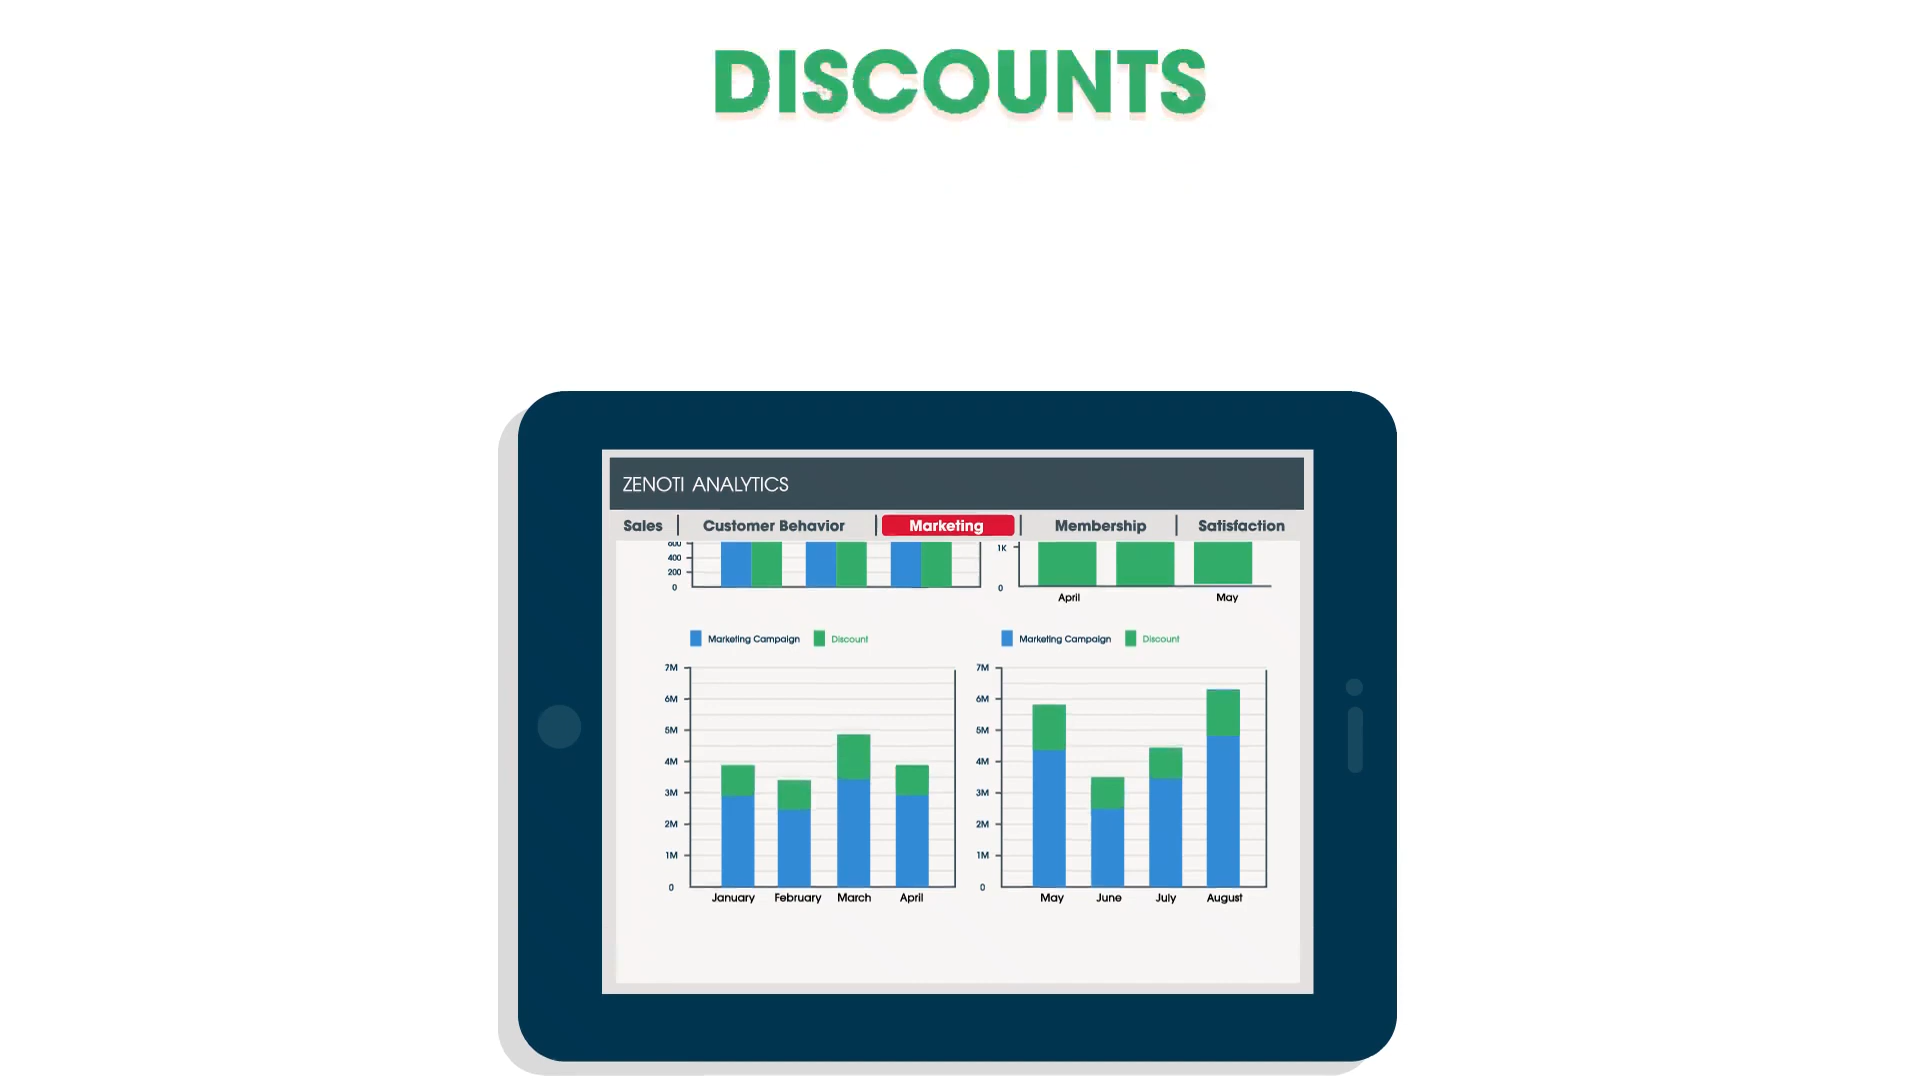 DISCOUNTS
ZENOTI ANALYTICS
Sales Customer Behavior Marketing Membership Satisfaction
600
400
200
0
1K
0
April May
Marketing Campaign Discount
7M
6M
5M
4M
3M
2M
1M
0
January February March April
Marketing Campaign Discount
7M
6M
5M
4M
3M
2M
1M
0
May June July August